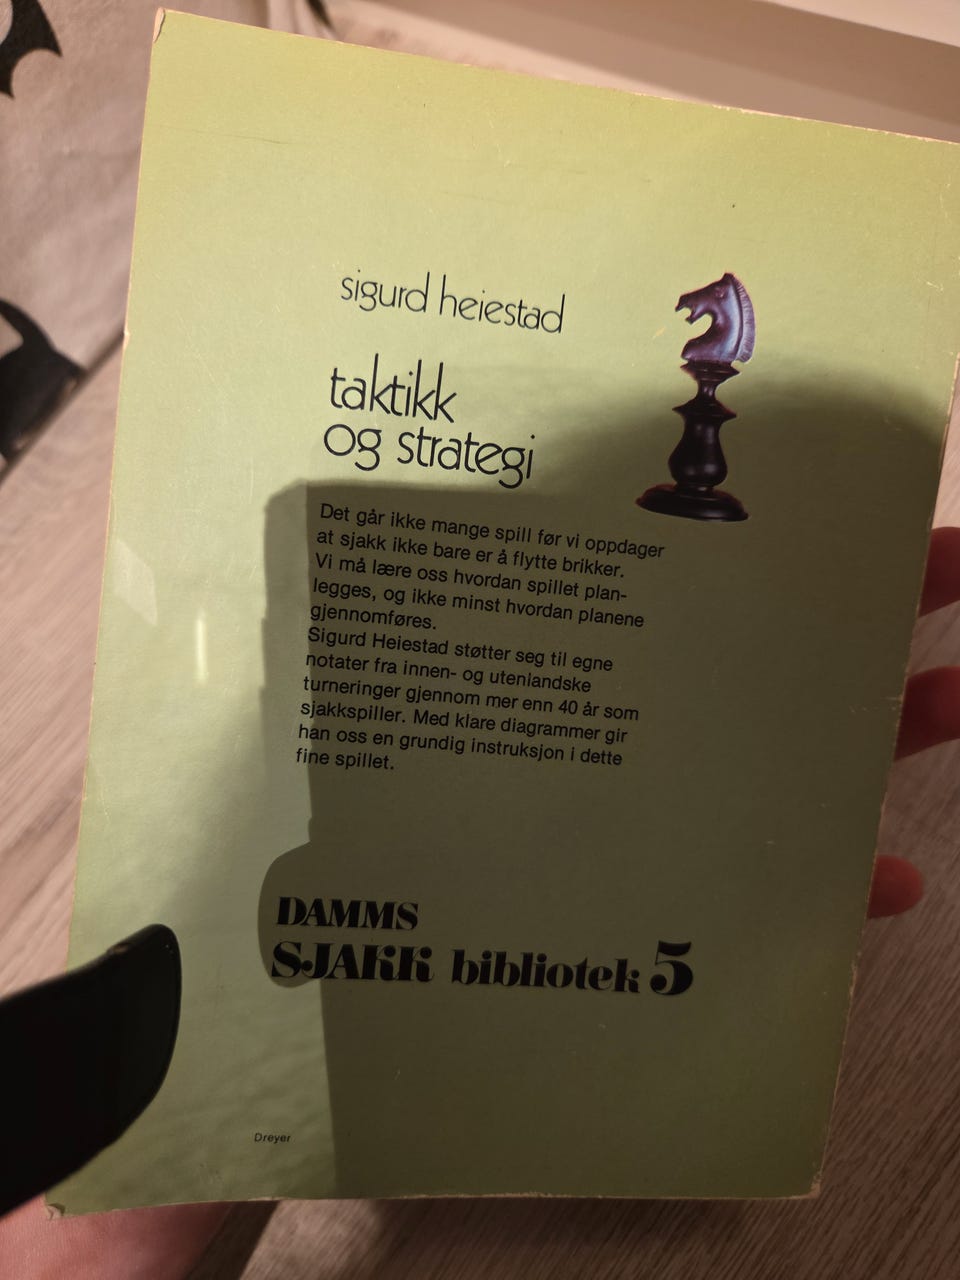 sigurd heiestad
taktikk
og strategi
Det går ikke mange spill før vi oppdager
at sjakk ikke bare er å flytte brikker.
Vi må lære oss hvordan spillet plan-
legges, og ikke minst hvordan planene
gjennomføres.
Sigurd Heiestad støtter seg til egne
notater fra innen- og utenlandske
turneringer gjennom mer enn 40 år som
sjakkspiller. Med klare diagrammer gir
han oss en grundig instruksjon i dette
fine spillet.
DAMMS
SJAKK bibliotek 5
Dreyer